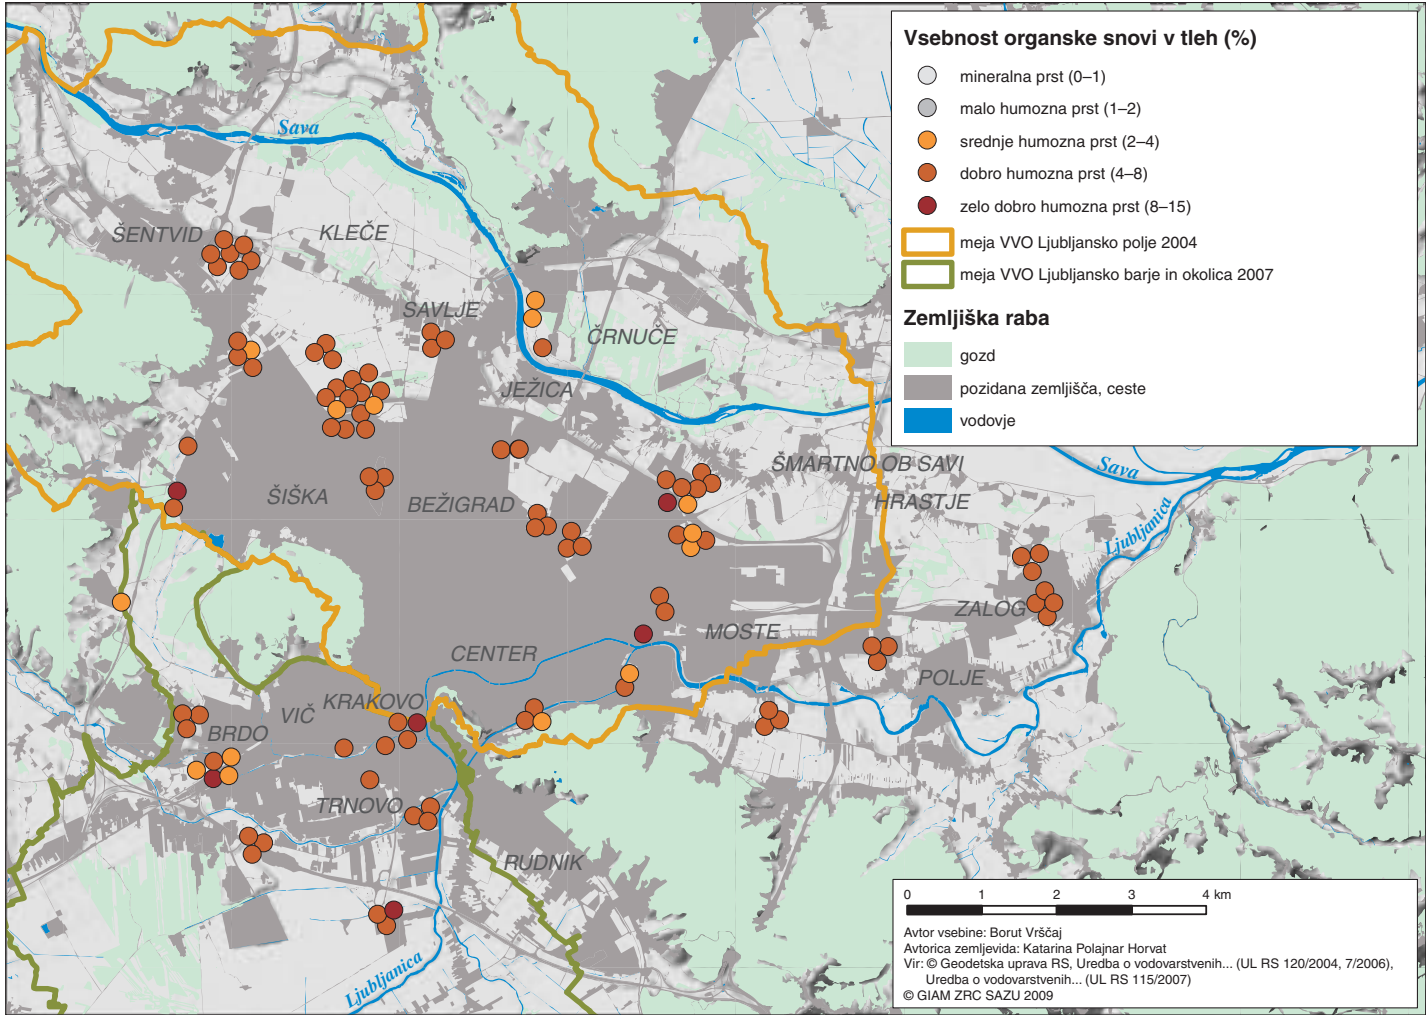 Vsebnost organske snovi v tleh (%)
mineralna prst (0–1)
malo humozna prst (1–2)
srednje humozna prst (2–4)
dobro humozna prst (4–8)
zelo dobro humozna prst (8–15)
meja VVO Ljubljansko polje 2004
meja VVO Ljubljansko barje in okolica 2007
Zemljiška raba
gozd
pozidana zemljišča, ceste
vodovje
Sava
ŠENTVID
KLEČE
SAVLJE
ČRNUČE
JEŽICA
ŠMARTNO OB SAVI
Sava
ŠIŠKA
BEŽIGRAD
HRASTJE
Ljubljanica
ZALOG
MOSTE
CENTER
POLJE
KRAKOVO
VIČ
BRDO
TRNOVO
RUDNIK
Ljubljanica
0 1 2 3 4 km
Avtor vsebine: Borut Vrščaj
Avtorica zemljevida: Katarina Polajnar Horvat
Vir: © Geodetska uprava RS, Uredba o vodovarstvenih... (UL RS 120/2004, 7/2006),
Uredba o vodovarstvenih... (UL RS 115/2007)
© GIAM ZRC SAZU 2009